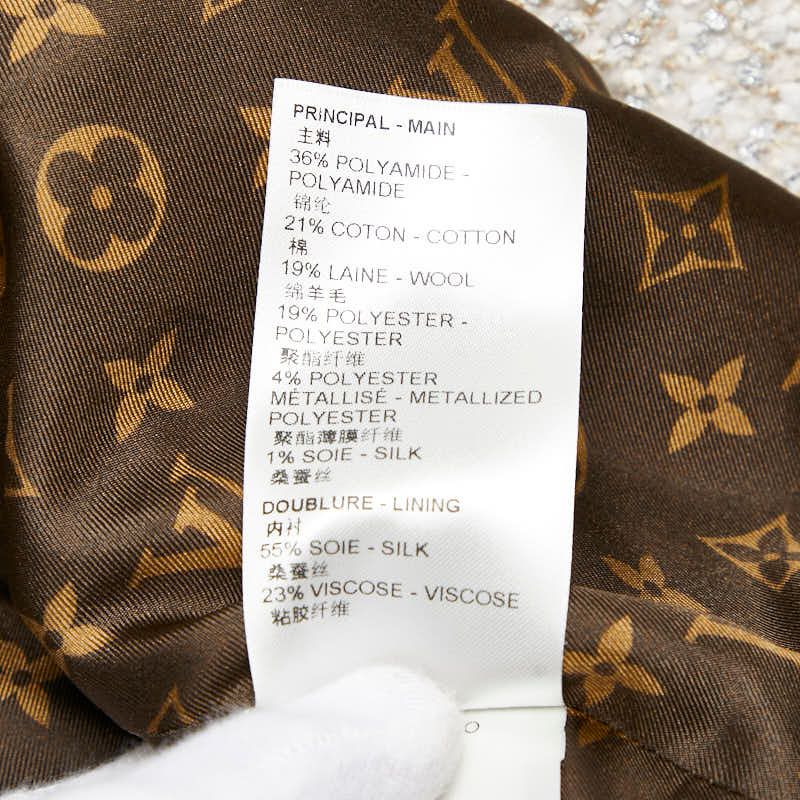 PRINCIPAL - MAIN
主料
36% POLYAMIDE -
POLYAMIDE
锦纶
21% COTON - COTTON
棉
19% LAINE - WOOL
绵羊毛
19% POLYESTER -
POLYESTER
聚酯纤维
4% POLYESTER
MÉTALLISÉ - METALLIZED
POLYESTER
聚酯薄膜纤维
1% SOIE - SILK
桑蚕丝
DOUBLURE - LINING
内衬
55% SOIE - SILK
桑蚕丝
23% VISCOSE - VISCOSE
粘胶纤维